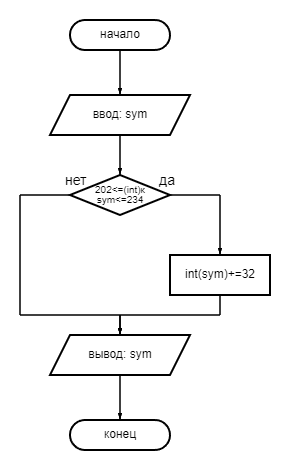 начало
ввод: sym
нет
да
202<=(int)к
sym<=234
int(sym)+=32
вывод: sym
конец